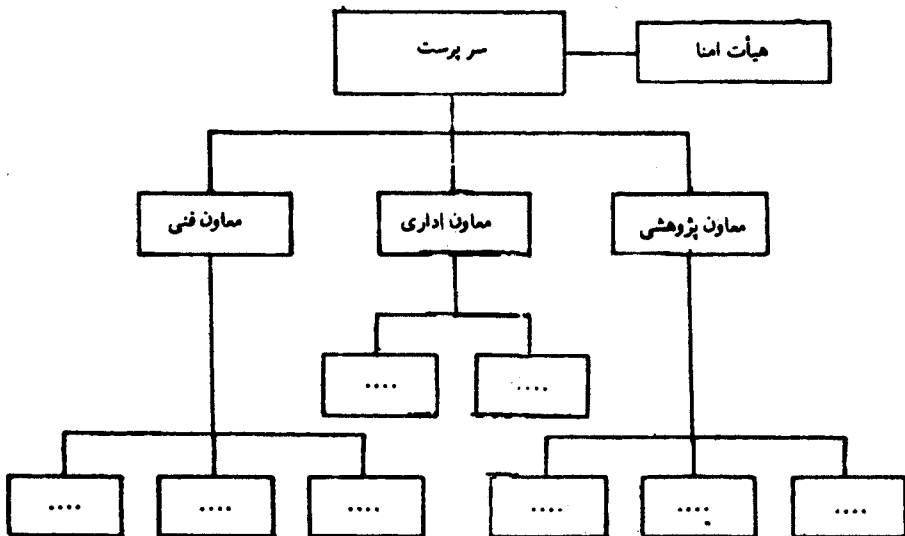 هیأت امنا
سرپرست
معاون پژوهشی
معاون اداری
معاون فنی
....
....
....
....
....
....
....
....